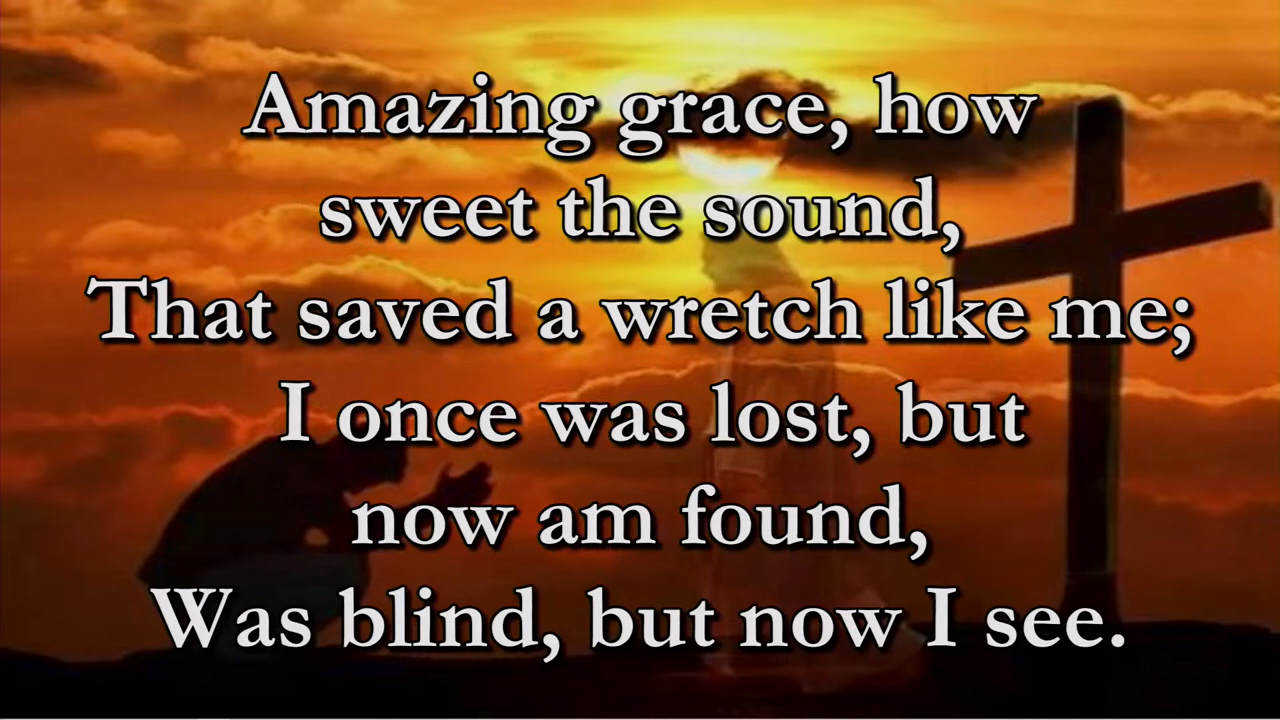 Amazing grace, how
sweet the sound,
That saved a wretch like me;
I once was lost, but
now am found,
Was blind, but now I see.